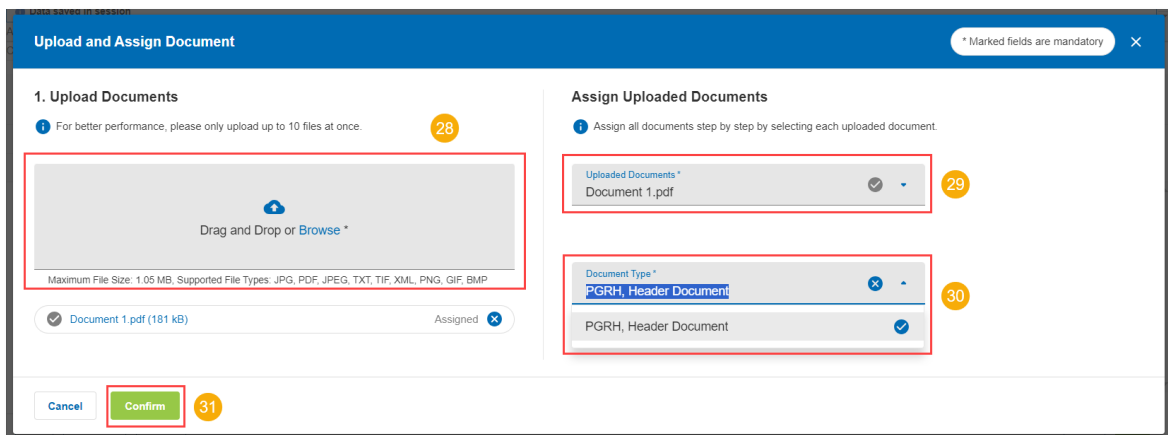 Data saved in session
Upload and Assign Document
* Marked fields are mandatory
1. Upload Documents
For better performance, please only upload up to 10 files at once.
28
Drag and Drop or Browse *
Maximum File Size: 1.05 MB, Supported File Types: JPG, PDF, JPEG, TXT, TIF, XML, PNG, GIF, BMP
Document 1.pdf (181 kB)
Assigned
Assign Uploaded Documents
Assign all documents step by step by selecting each uploaded document.
Uploaded Documents *
Document 1.pdf
29
Document Type *
PGRH, Header Document
30
PGRH, Header Document
Cancel
Confirm
31